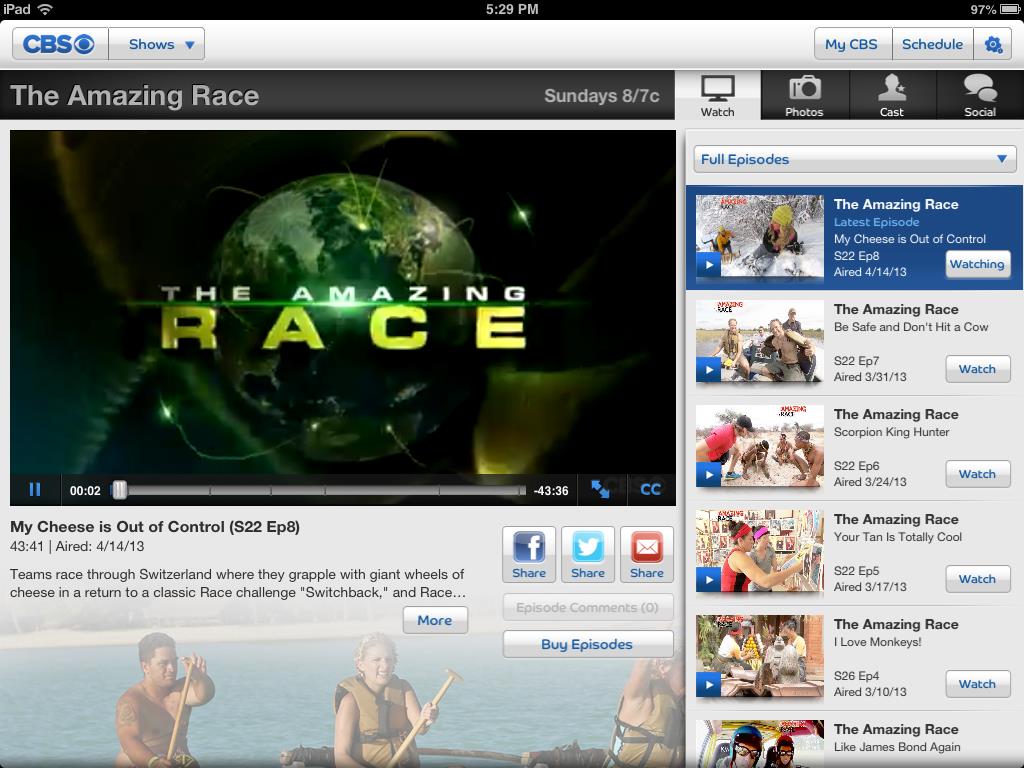 iPad
5:29 PM
97%
CBS
Shows
My CBS
Schedule
The Amazing Race
Sundays 8/7c
Watch
Photos
Cast
Social
THE AMAZING
RACE
00:02
-43:36
CC
My Cheese is Out of Control (S22 Ep8)
43:41 | Aired: 4/14/13
Teams race through Switzerland where they grapple with giant wheels of
cheese in a return to a classic Race challenge "Switchback," and Race...
More
Share
Share
Share
Episode Comments (0)
Buy Episodes
Full Episodes
The Amazing Race
Latest Episode
My Cheese is Out of Control
S22 Ep8
Aired 4/14/13
Watching
The Amazing Race
Be Safe and Don't Hit a Cow
S22 Ep7
Aired 3/31/13
Watch
The Amazing Race
Scorpion King Hunter
S22 Ep6
Aired 3/24/13
Watch
The Amazing Race
Your Tan Is Totally Cool
S22 Ep5
Aired 3/17/13
Watch
The Amazing Race
I Love Monkeys!
S26 Ep4
Aired 3/10/13
Watch
The Amazing Race
Like James Bond Again